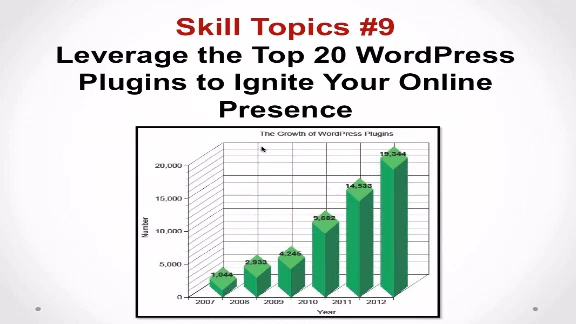 Skill Topics #9
Leverage the Top 20 WordPress
Plugins to Ignite Your Online
Presence
The Growth of WordPress Plugins
20,000
15,000
10,000
5,000
0
Number
1,044
2,933
4,245
9,662
14,533
19,344
2007 2008 2009 2010 2011 2012
Year